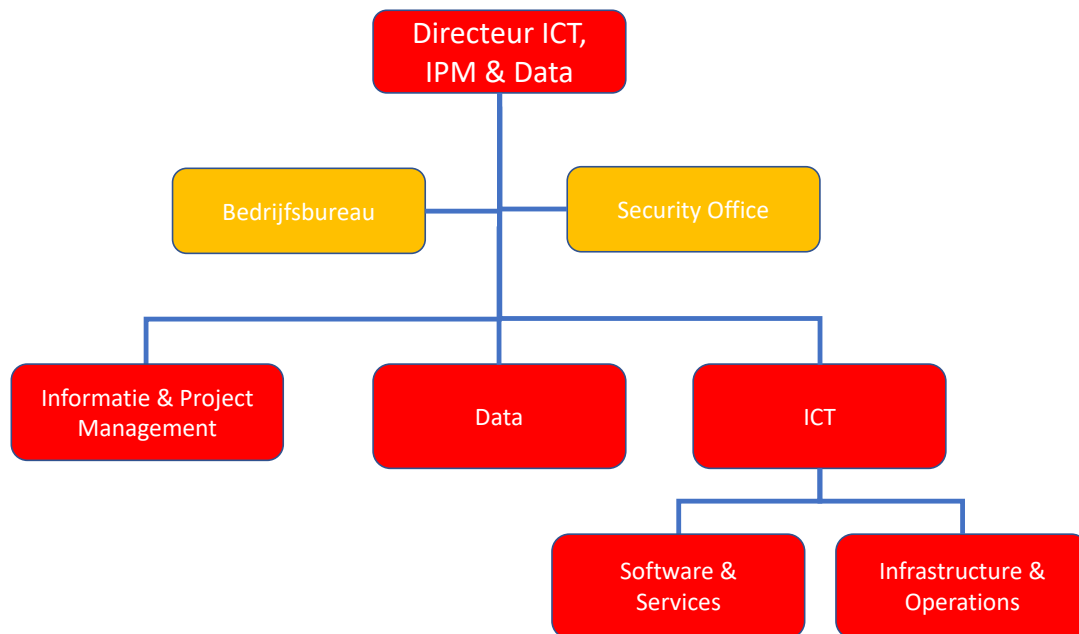 Directeur ICT,
IPM & Data
Bedrijfsbureau
Security Office
Informatie & Project
Management
Data
ICT
Software &
Services
Infrastructure &
Operations